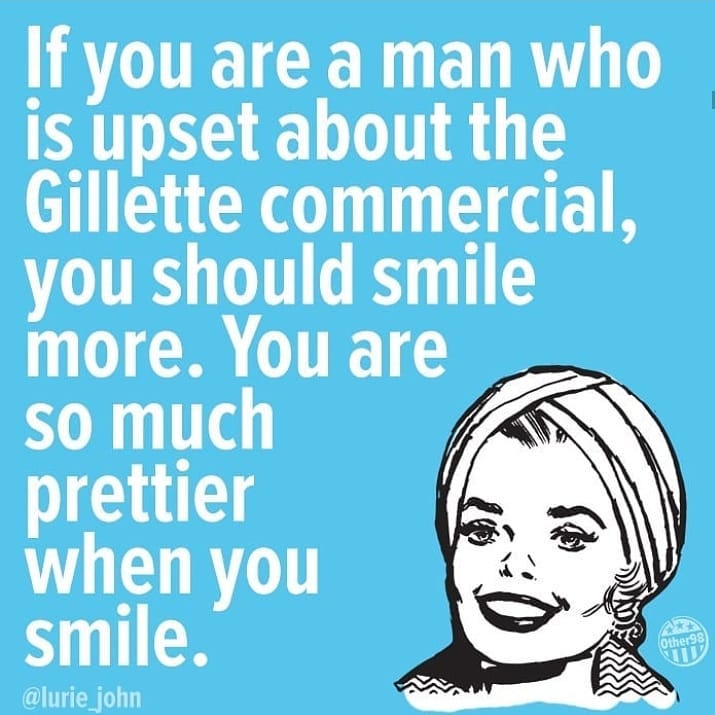 If you are a man who
is upset about the
Gillette commercial,
you should smile
more. You are
so much
prettier
when you
smile.
Other98
@lurie_john